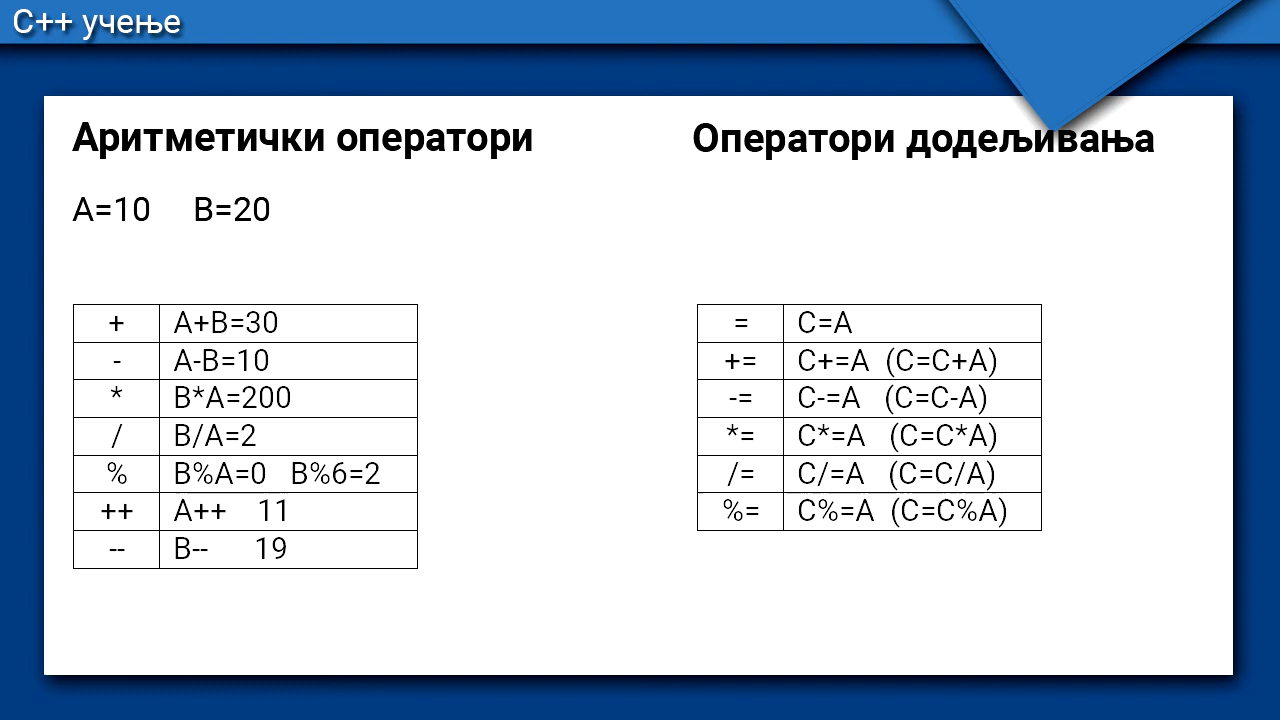 C++ учење
Аритметички оператори
A=10 B=20
+ A+B=30
- A-B=10
* B*A=200
/ B/A=2
% B%A=0 B%6=2
++ A++ 11
-- B-- 19
Оператори додељивања
= C=A
+= C+=A (C=C+A)
-= C-=A (C=C-A)
*= C*=A (C=C*A)
/= C/=A (C=C/A)
%= C%=A (C=C%A)